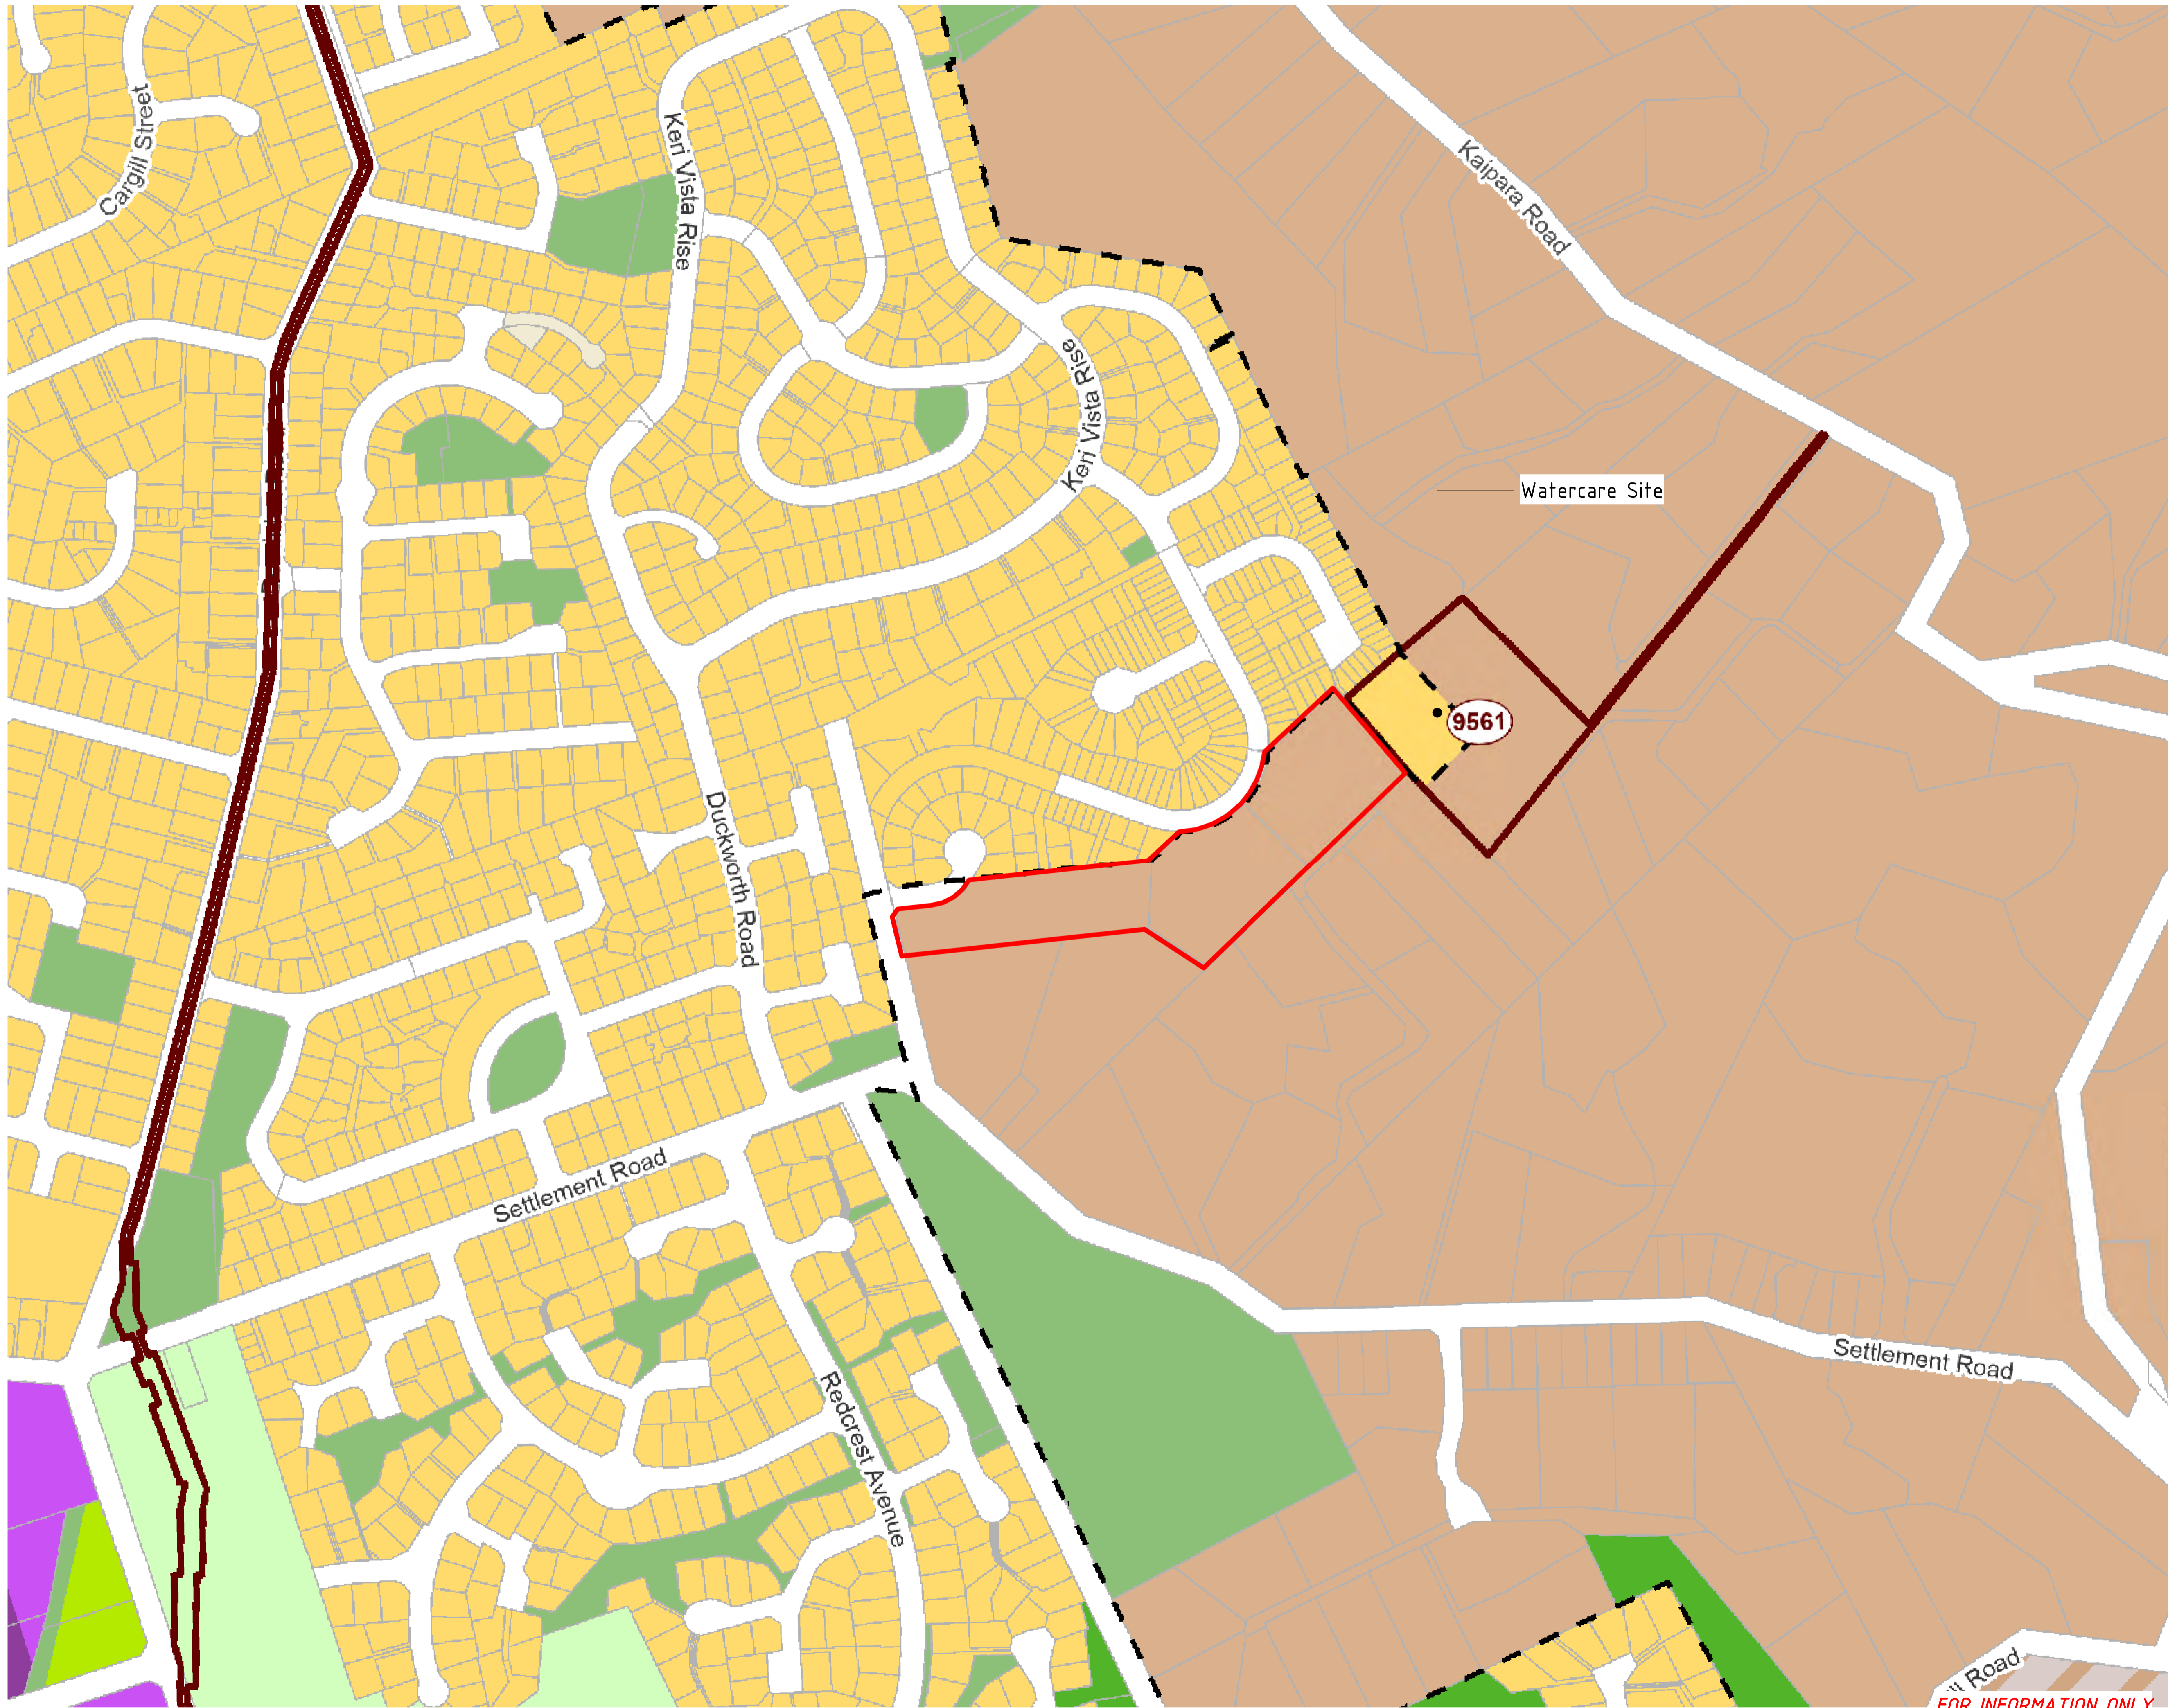 Cargill Street
Keri Vista Rise
Kaipara Road
Keri Vista Rise
Watercare Site
9561
Duckworth Road
Settlement Road
Settlement Road
Redcrest Avenue
ll Road
FOR INFORMATION ONLY